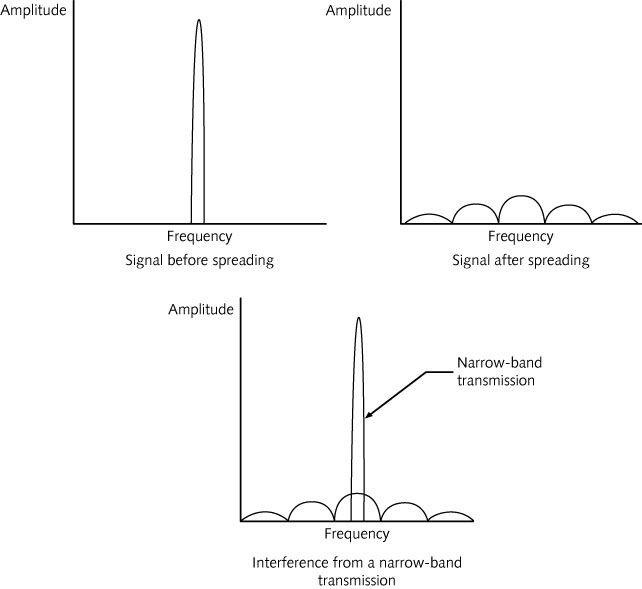 Amplitude
Frequency
Signal before spreading
Amplitude
Frequency
Signal after spreading
Amplitude
Narrow-band
transmission
Frequency
Interference from a narrow-band
transmission